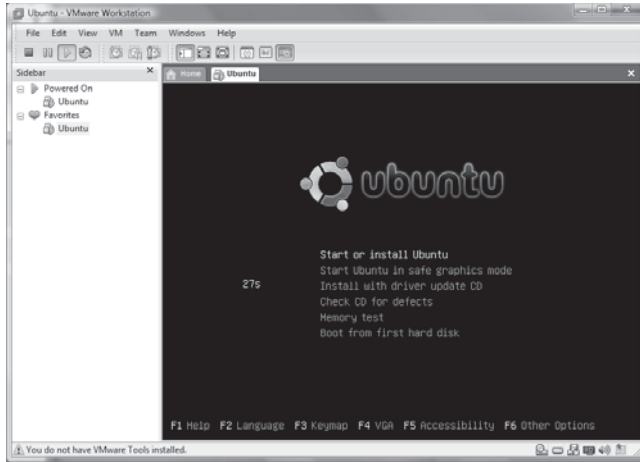 Ubuntu - VMware Workstation
File Edit View VM Team Windows Help
Sidebar
Powered On
Ubuntu
Favorites
Ubuntu
Home Ubuntu
ubuntu
Start or install Ubuntu
Start Ubuntu in safe graphics mode
27s
Install with driver update CD
Check CD for defects
Memory test
Boot from first hard disk
F1 Help F2 Language F3 Keymap F4 VGA F5 Accessibility F6 Other Options
You do not have VMware Tools installed.